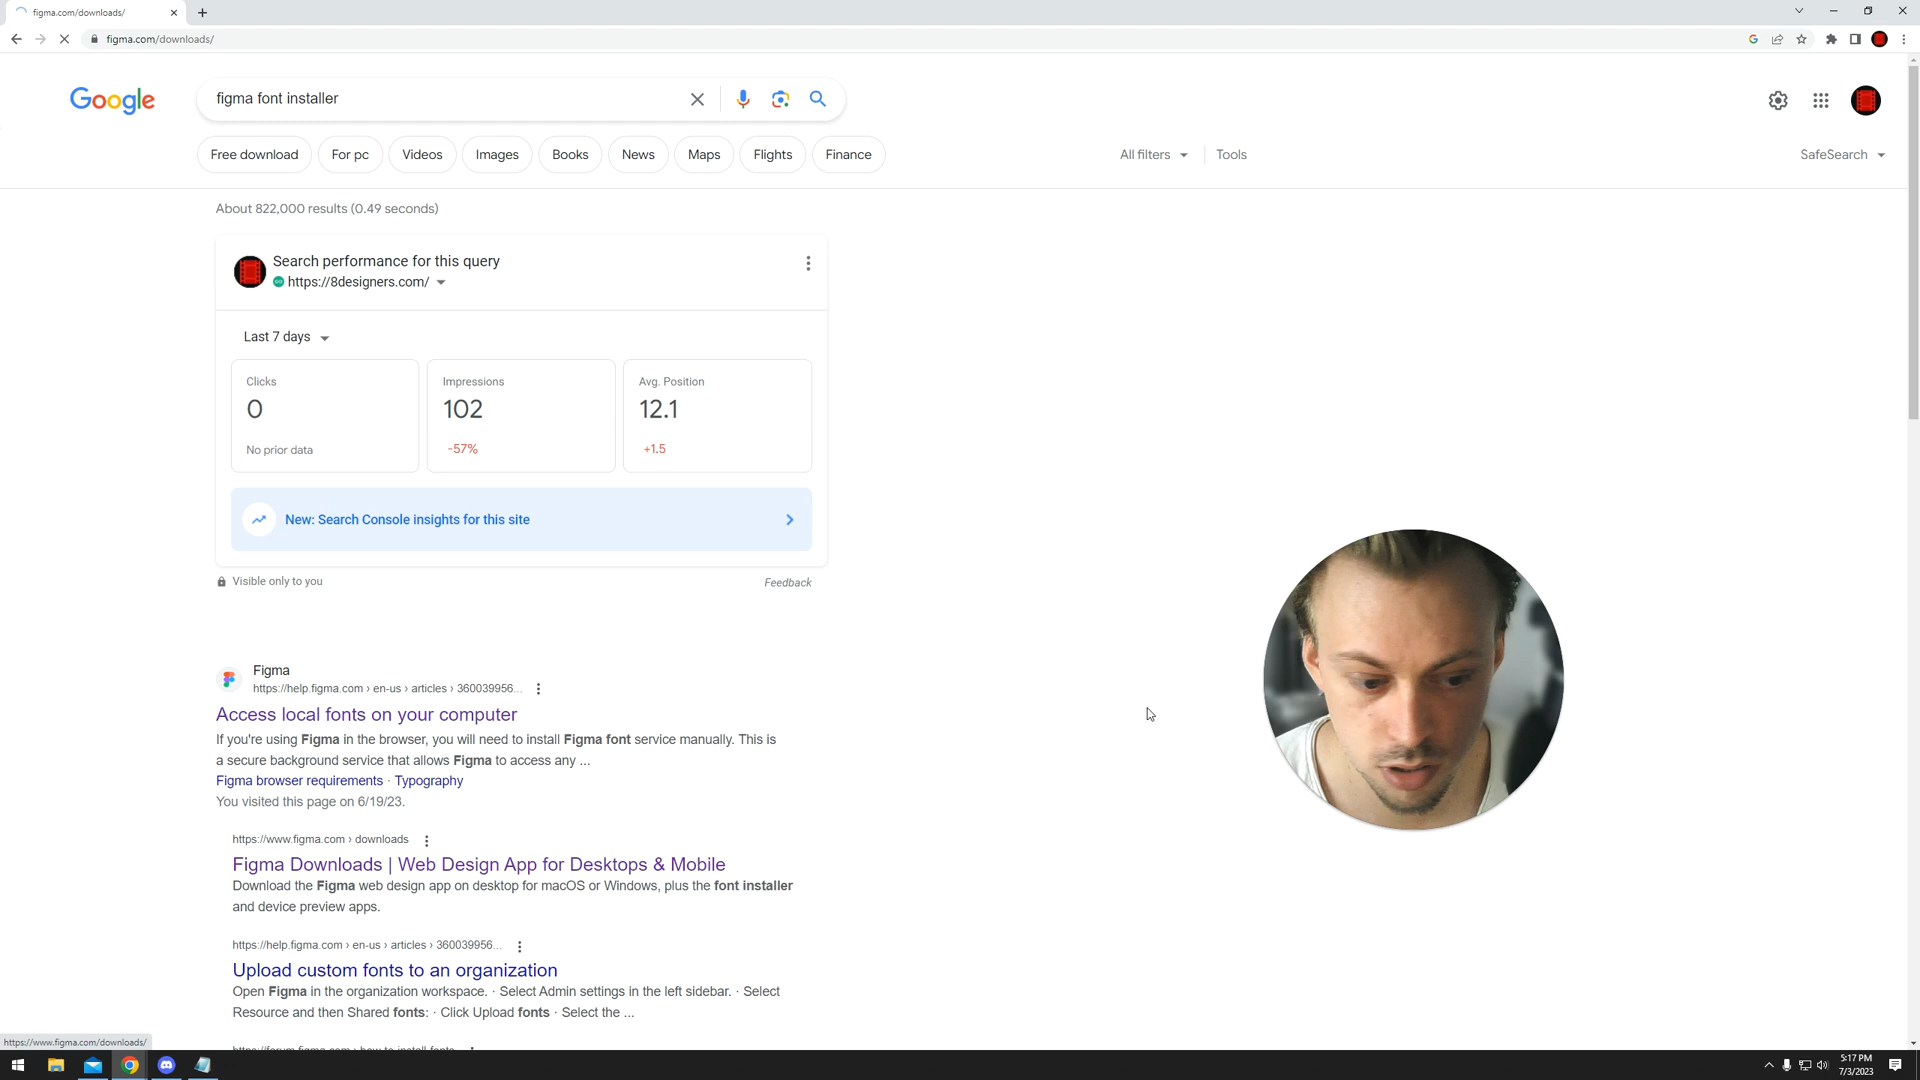 figma.com/downloads/
figma.com/downloads/
Google
figma font installer
Free download
For pc
Videos
Images
Books
News
Maps
Flights
Finance
All filters
Tools
SafeSearch
About 822,000 results (0.49 seconds)
Search performance for this query
https://8designers.com/
Last 7 days
Clicks
0
No prior data
Impressions
102
-57%
Avg. Position
12.1
+1.5
New: Search Console insights for this site
Visible only to you
Feedback
Figma
https://help.figma.com › en-us › articles › 360039956...
Access local fonts on your computer
If you're using Figma in the browser, you will need to install Figma font service manually. This is
a secure background service that allows Figma to access any ...
Figma browser requirements · Typography
You visited this page on 6/19/23.
https://www.figma.com › downloads
Figma Downloads | Web Design App for Desktops & Mobile
Download the Figma web design app on desktop for macOS or Windows, plus the font installer
and device preview apps.
https://help.figma.com › en-us › articles › 360039956...
Upload custom fonts to an organization
Open Figma in the organization workspace. · Select Admin settings in the left sidebar. · Select
Resource and then Shared fonts: · Click Upload fonts · Select the ...
https://www.figma.com/downloads/
https://forum.figma.com › how-to-install-fonts
5:17 PM
7/3/2023